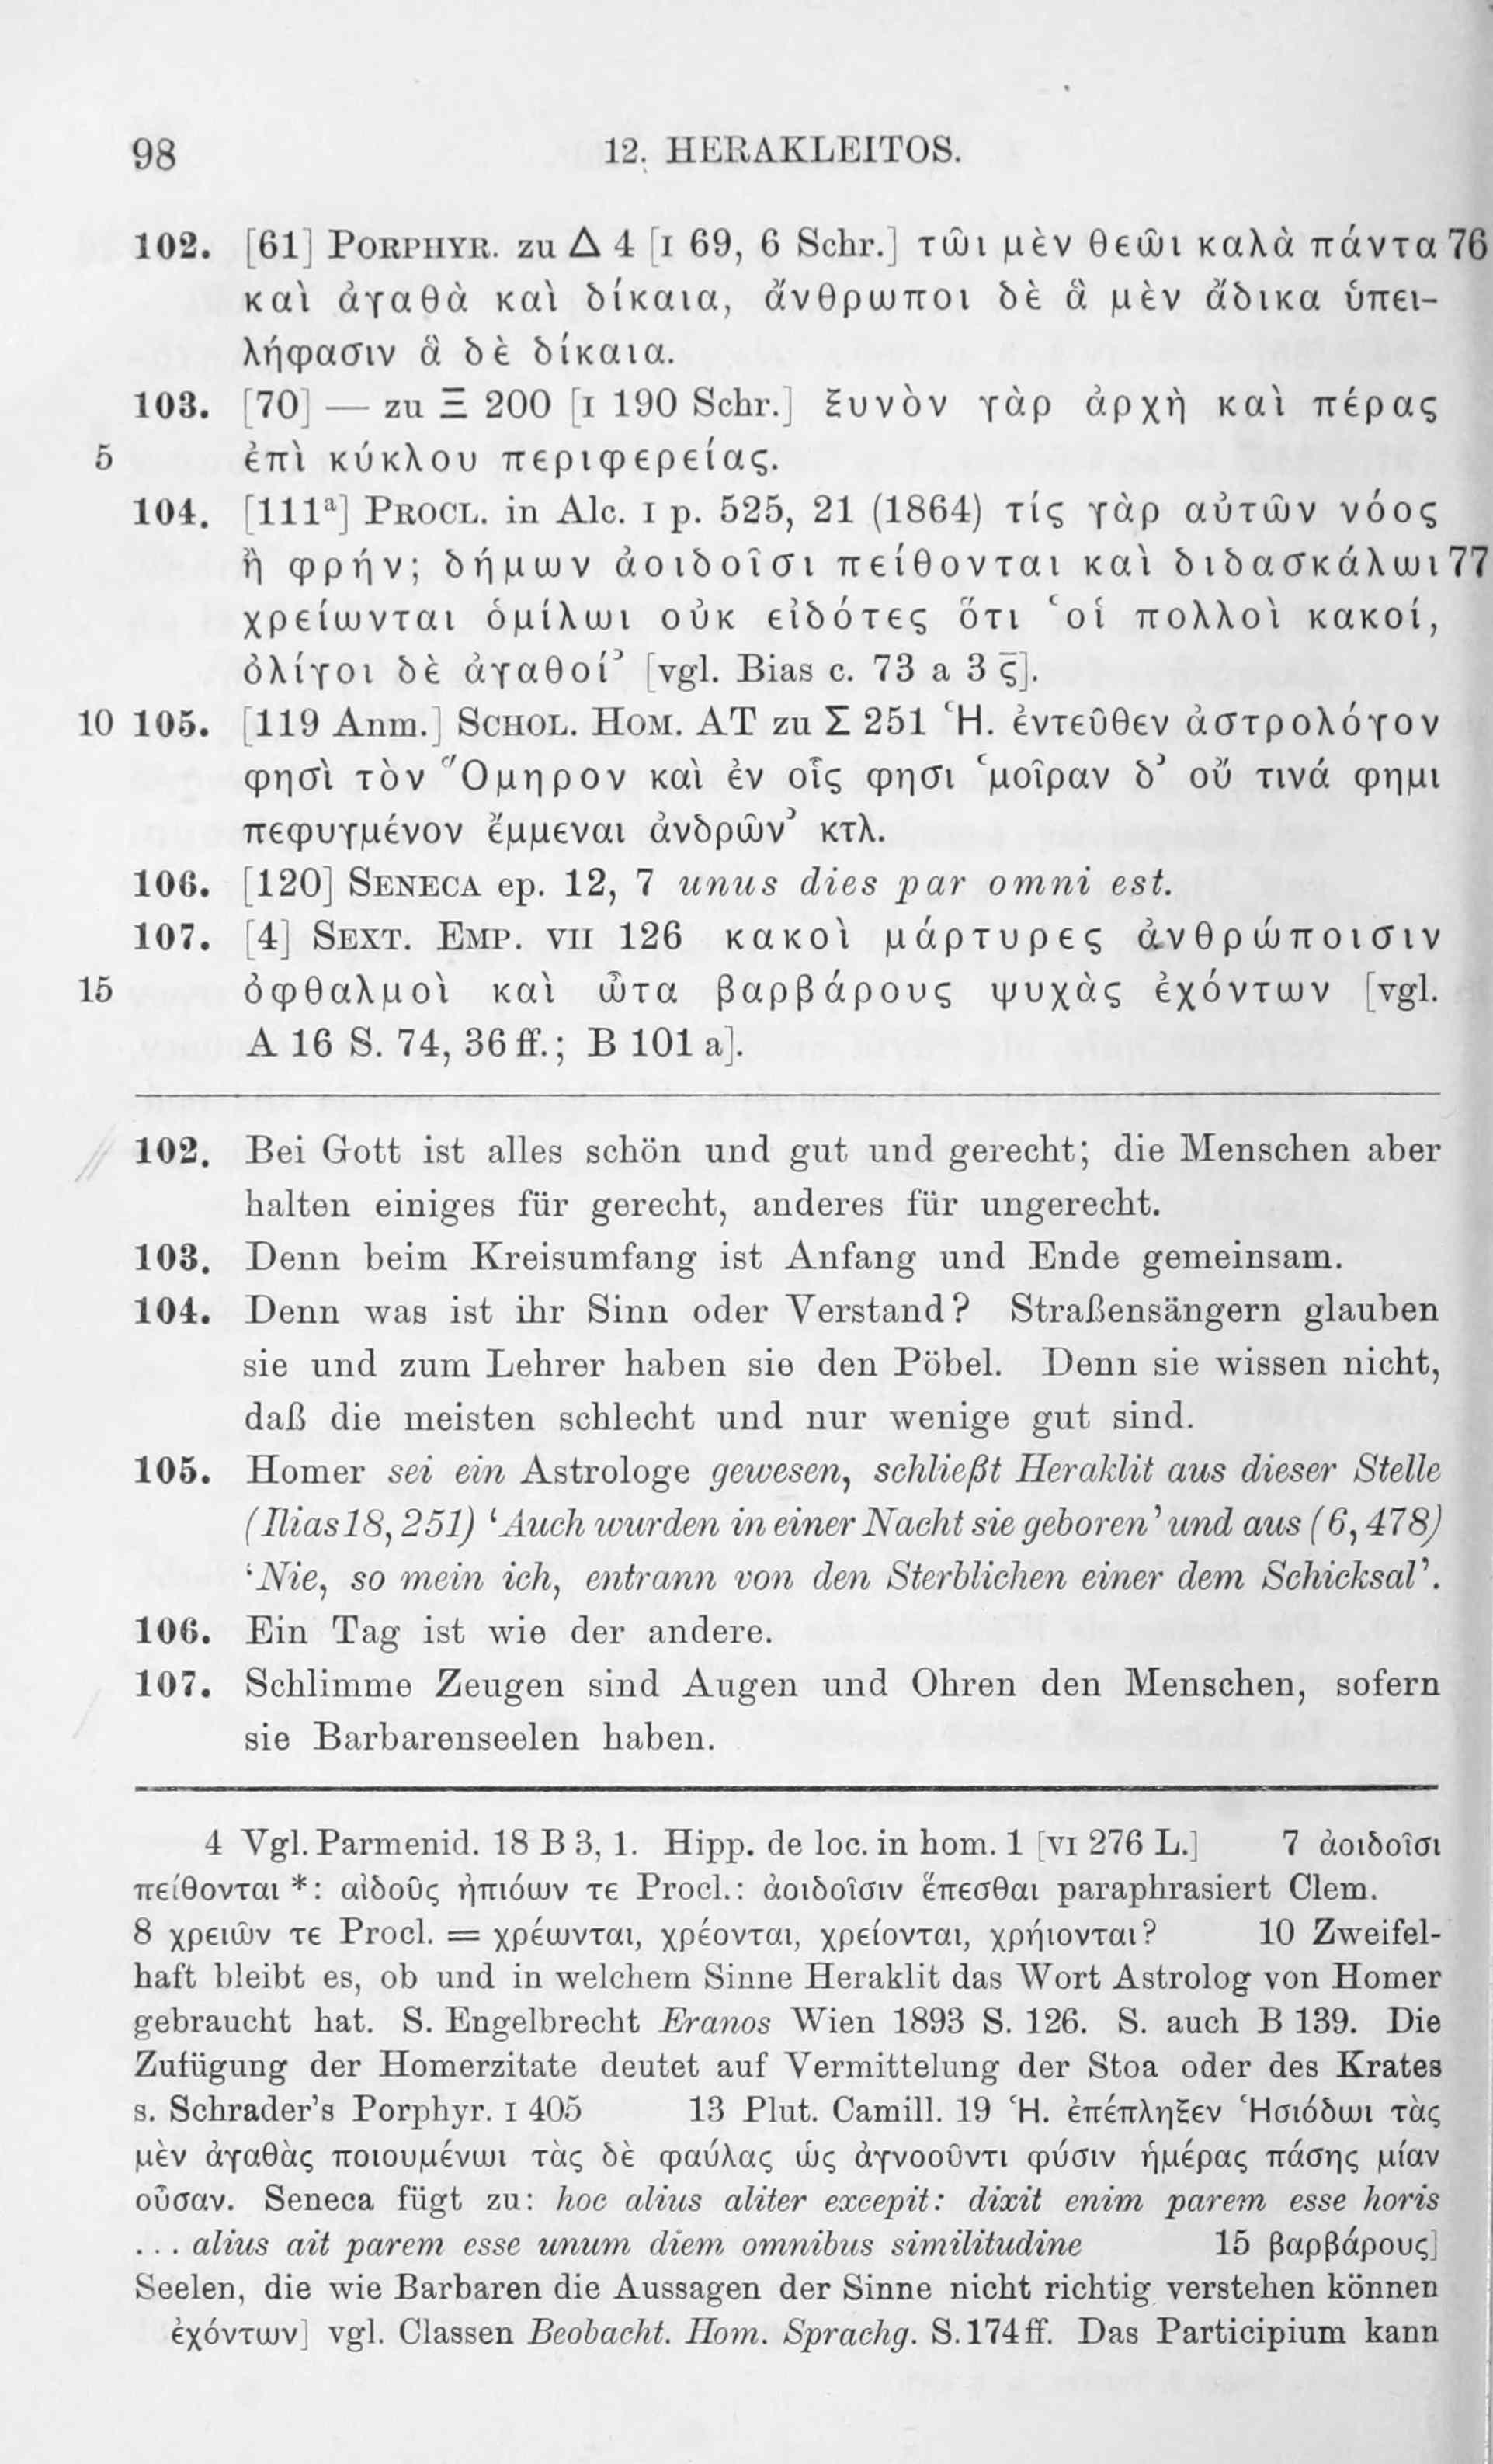 98 12. HERAKLEITOS.
102. [61] PORPHYR. zu Δ 4 [I 69, 6 Schr.] τῶι μὲν θεῶι καλὰ πάντα 76
καὶ ἀγαθὰ καὶ δίκαια, ἄνθρωποι δὲ ἃ μὲν ἄδικα ὑπει-
λήφασιν ἃ δὲ δίκαια.
103. [70] — zu Ξ 200 [I 190 Schr.] ξυνὸν γὰρ ἀρχὴ καὶ πέρας
5 ἐπὶ κύκλου περιφερείας.
104. [111ª] PROCL. in Alc. I p. 525, 21 (1864) τίς γὰρ αὐτῶν νόος
ἢ φρήν; δήμων ἀοιδοῖσι πείθονται καὶ διδασκάλωι 77
χρείωνται ὁμίλωι οὐκ εἰδότες ὅτι ʽοἱ πολλοὶ κακοί,
ὀλίγοι δὲ ἀγαθοίʼ [vgl. Bias c. 73 a 3 ς̄].
10 105. [119 Anm.] SCHOL. HOM. AT zu Σ 251 Ἡ. ἐντεῦθεν ἀστρολόγον
φησὶ τὸν Ὅμηρον καὶ ἐν οἷς φησι ʽμοῖραν δ᾽ οὔ τινά φημι
πεφυγμένον ἔμμεναι ἀνδρῶνʼ κτλ.
106. [120] SENECA ep. 12, 7 unus dies par omni est.
107. [4] SEXT. EMP. VII 126 κακοὶ μάρτυρες ἀνθρώποισιν
15 ὀφθαλμοὶ καὶ ὦτα βαρβάρους ψυχὰς ἐχόντων [vgl.
A 16 S. 74, 36 ff.; B 101 a].
102. Bei Gott ist alles schön und gut und gerecht; die Menschen aber
halten einiges für gerecht, anderes für ungerecht.
103. Denn beim Kreisumfang ist Anfang und Ende gemeinsam.
104. Denn was ist ihr Sinn oder Verstand? Straßensängern glauben
sie und zum Lehrer haben sie den Pöbel. Denn sie wissen nicht,
daß die meisten schlecht und nur wenige gut sind.
105. Homer sei ein Astrologe gewesen, schließt Heraklit aus dieser Stelle
(Ilias 18, 251) ‘Auch wurden in einer Nacht sie geboren’ und aus (6, 478)
‘Nie, so mein ich, entrann von den Sterblichen einer dem Schicksal’.
106. Ein Tag ist wie der andere.
107. Schlimme Zeugen sind Augen und Ohren den Menschen, sofern
sie Barbarenseelen haben.
4 Vgl. Parmenid. 18 B 3, 1. Hipp. de loc. in hom. 1 [VI 276 L.] 7 ἀοιδοῖσι
πείθονται *: αἰδοῦς ἠπιόων τε Procl.: ἀοιδοῖσιν ἕπεσθαι paraphrasiert Clem.
8 χρειῶν τε Procl. = χρέωνται, χρέονται, χρείονται, χρήιονται? 10 Zweifel-
haft bleibt es, ob und in welchem Sinne Heraklit das Wort Astrolog von Homer
gebraucht hat. S. Engelbrecht Eranos Wien 1893 S. 126. S. auch B 139. Die
Zufügung der Homerzitate deutet auf Vermittelung der Stoa oder des Krates
s. Schrader's Porphyr. I 405 13 Plut. Camill. 19 Ἡ. ἐπέπληξεν Ἡσιόδωι τὰς
μὲν ἀγαθὰς ποιουμένωι τὰς δὲ φαύλας ὡς ἀγνοοῦντι φύσιν ἡμέρας πάσης μίαν
οὖσαν. Seneca fügt zu: hoc alius aliter excepit: dixit enim parem esse horis
... alius ait parem esse unum diem omnibus similitudine 15 βαρβάρους]
Seelen, die wie Barbaren die Aussagen der Sinne nicht richtig verstehen können
ἐχόντων] vgl. Classen Beobacht. Hom. Sprachg. S. 174 ff. Das Participium kann